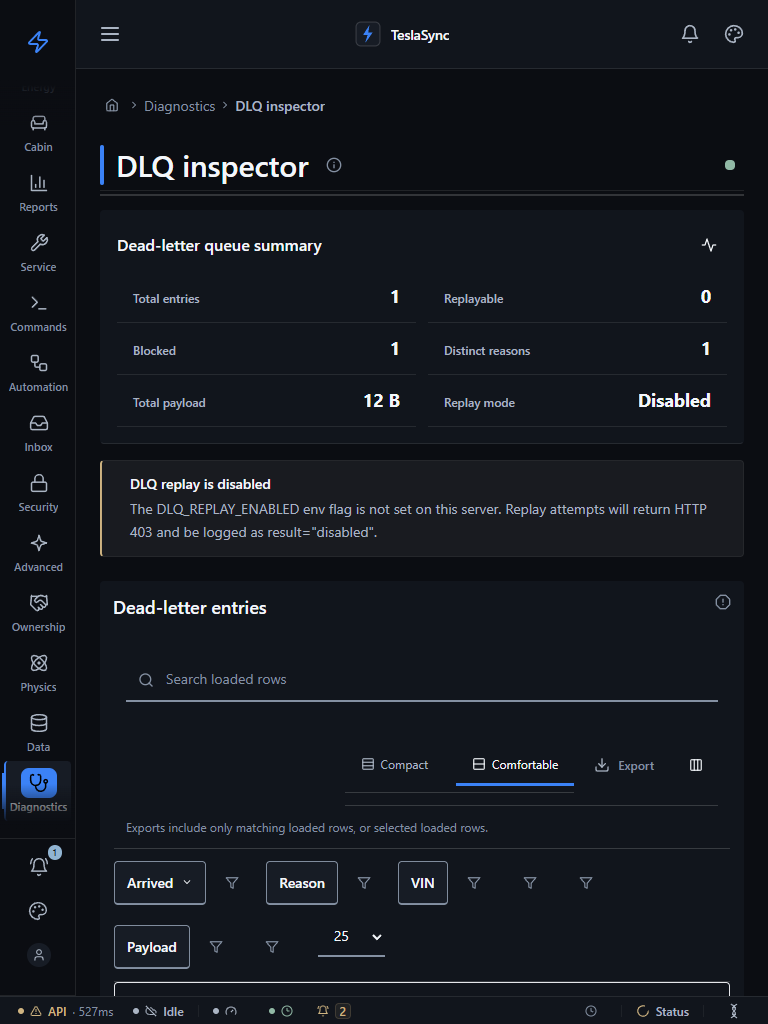 TeslaSync
Energy
Cabin
Reports
Service
Commands
Automation
Inbox
Security
Advanced
Ownership
Physics
Data
Diagnostics
1
Diagnostics
DLQ inspector
DLQ inspector
Dead-letter queue summary
Total entries 1
Replayable 0
Blocked 1
Distinct reasons 1
Total payload 12 B
Replay mode Disabled
DLQ replay is disabled
The DLQ_REPLAY_ENABLED env flag is not set on this server. Replay attempts will return HTTP
403 and be logged as result="disabled".
Dead-letter entries
Search loaded rows
Compact Comfortable Export
Exports include only matching loaded rows, or selected loaded rows.
Arrived Reason VIN
Payload 25
API · 527ms Idle 2 Status